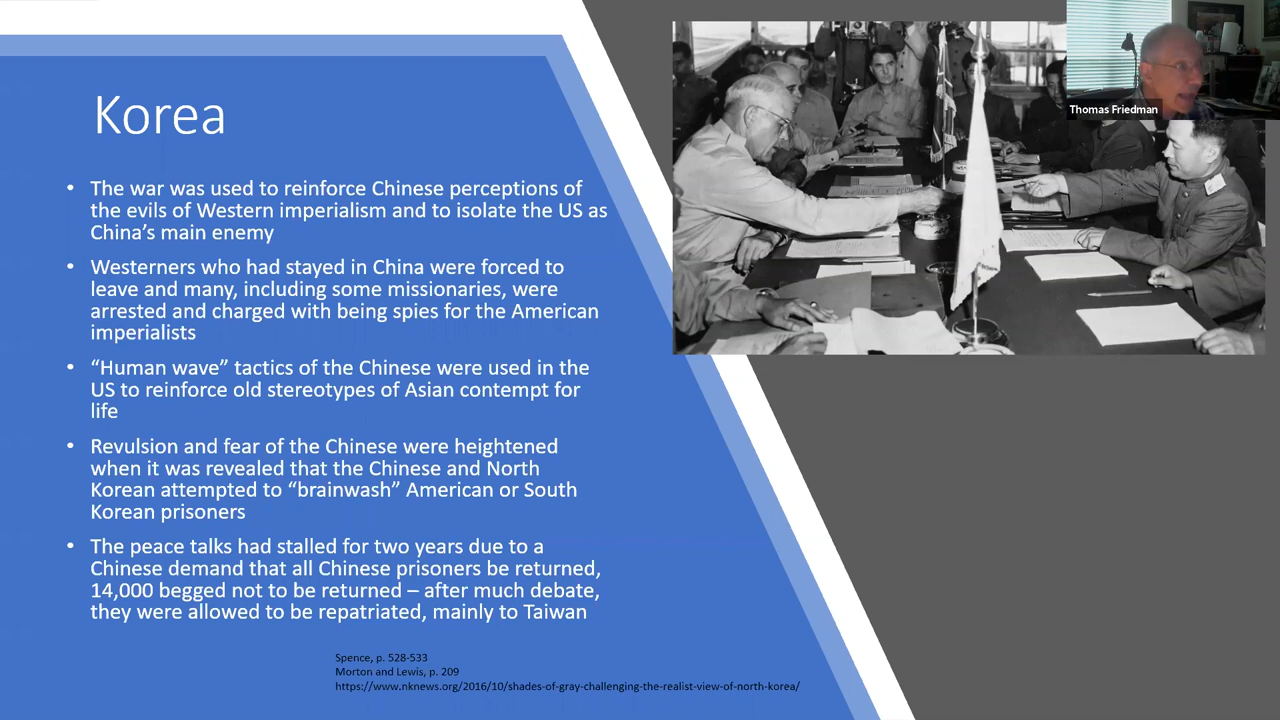 Korea
• The war was used to reinforce Chinese perceptions of
the evils of Western imperialism and to isolate the US as
China’s main enemy
• Westerners who had stayed in China were forced to
leave and many, including some missionaries, were
arrested and charged with being spies for the American
imperialists
• “Human wave” tactics of the Chinese were used in the
US to reinforce old stereotypes of Asian contempt for
life
• Revulsion and fear of the Chinese were heightened
when it was revealed that the Chinese and North
Korean attempted to “brainwash” American or South
Korean prisoners
• The peace talks had stalled for two years due to a
Chinese demand that all Chinese prisoners be returned,
14,000 begged not to be returned – after much debate,
they were allowed to be repatriated, mainly to Taiwan
Spence, p. 528-533
Morton and Lewis, p. 209
https://www.nknews.org/2016/10/shades-of-gray-challenging-the-realist-view-of-north-korea/
Thomas Friedman